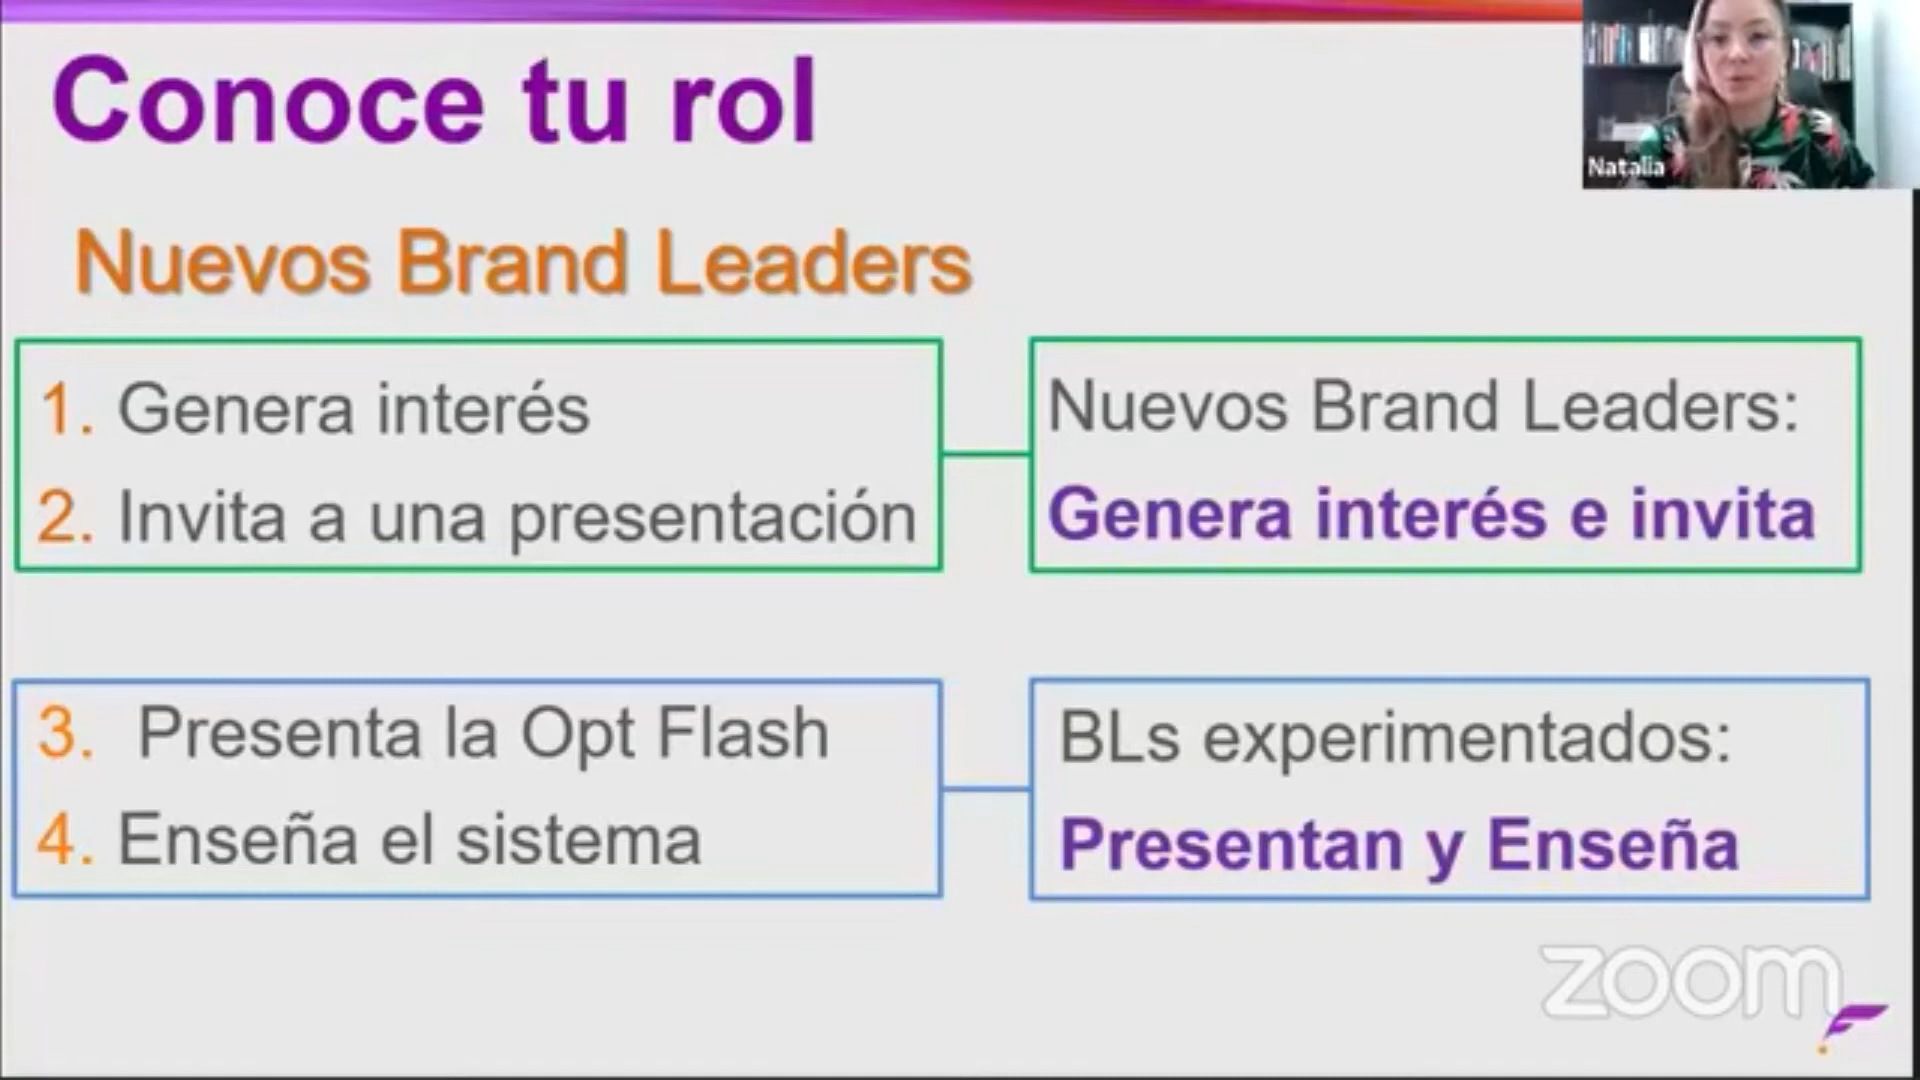 Conoce tu rol
Natalia
Nuevos Brand Leaders
1. Genera interés
2. Invita a una presentación
Nuevos Brand Leaders:
Genera interés e invita
3. Presenta la Opt Flash
4. Enseña el sistema
BLs experimentados:
Presentan y Enseña
zoom